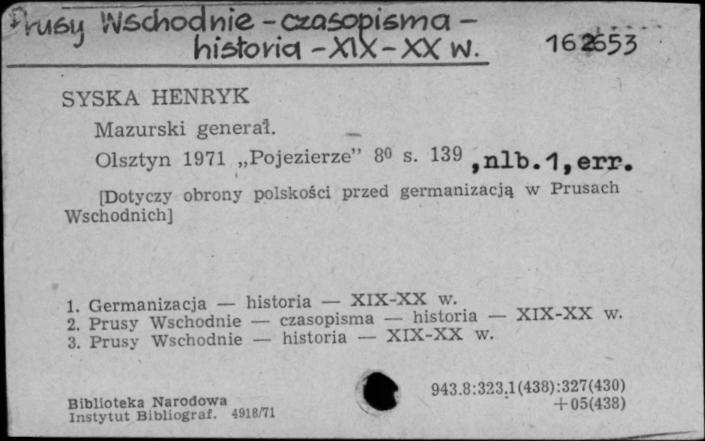 Prusy Wschodnie – czasopisma –
historia – XIX – XX w.
162653
SYSKA HENRYK
Mazurski generał.
Olsztyn 1971 „Pojezierze” 8⁰ s. 139 , nlb. 1, err.
[Dotyczy obrony polskości przed germanizacją w Prusach
Wschodnich]
1. Germanizacja — historia — XIX-XX w.
2. Prusy Wschodnie — czasopisma — historia — XIX-XX w.
3. Prusy Wschodnie — historia — XIX-XX w.
943.8:323.1(438):327(430)
+05(438)
Biblioteka Narodowa
Instytut Bibliograf. 4918/71